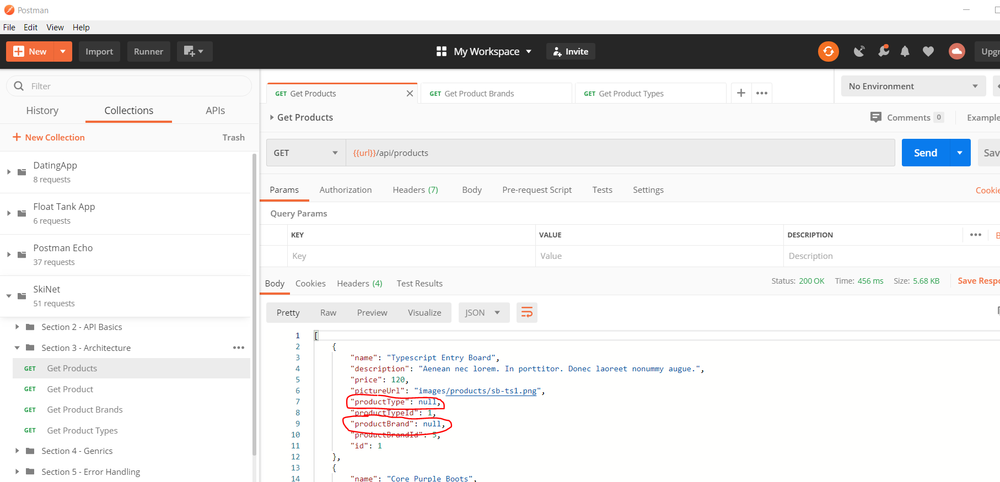 Postman
File Edit View Help
New Import Runner My Workspace Invite
Filter
History Collections APIs
New Collection Trash
DatingApp
8 requests
Float Tank App
6 requests
Postman Echo
37 requests
SkiNet
51 requests
Section 2 - API Basics
Section 3 - Architecture
GET Get Products
GET Get Product
GET Get Product Brands
GET Get Product Types
Section 4 - Genrics
Section 5 - Error Handling
GET Get Products GET Get Product Brands GET Get Product Types
No Environment
Get Products
Comments 0
GET {{url}}/api/products Send
Params Authorization Headers (7) Body Pre-request Script Tests Settings
Query Params
KEY VALUE DESCRIPTION
Key Value Description
Body Cookies Headers (4) Test Results Status: 200 OK Time: 456 ms Size: 5.68 KB
Pretty Raw Preview Visualize JSON
1 [
2 {
3 "name": "Typescript Entry Board",
4 "description": "Aenean nec lorem. In porttitor. Donec laoreet nonummy augue.",
5 "price": 120,
6 "pictureUrl": "images/products/sb-ts1.png",
7 "productType": null,
8 "productTypeId": 1,
9 "productBrand": null,
10 "productBrandId": 5,
11 "id": 1
12 },
13 {
14 "name": "Core Purple Boots",